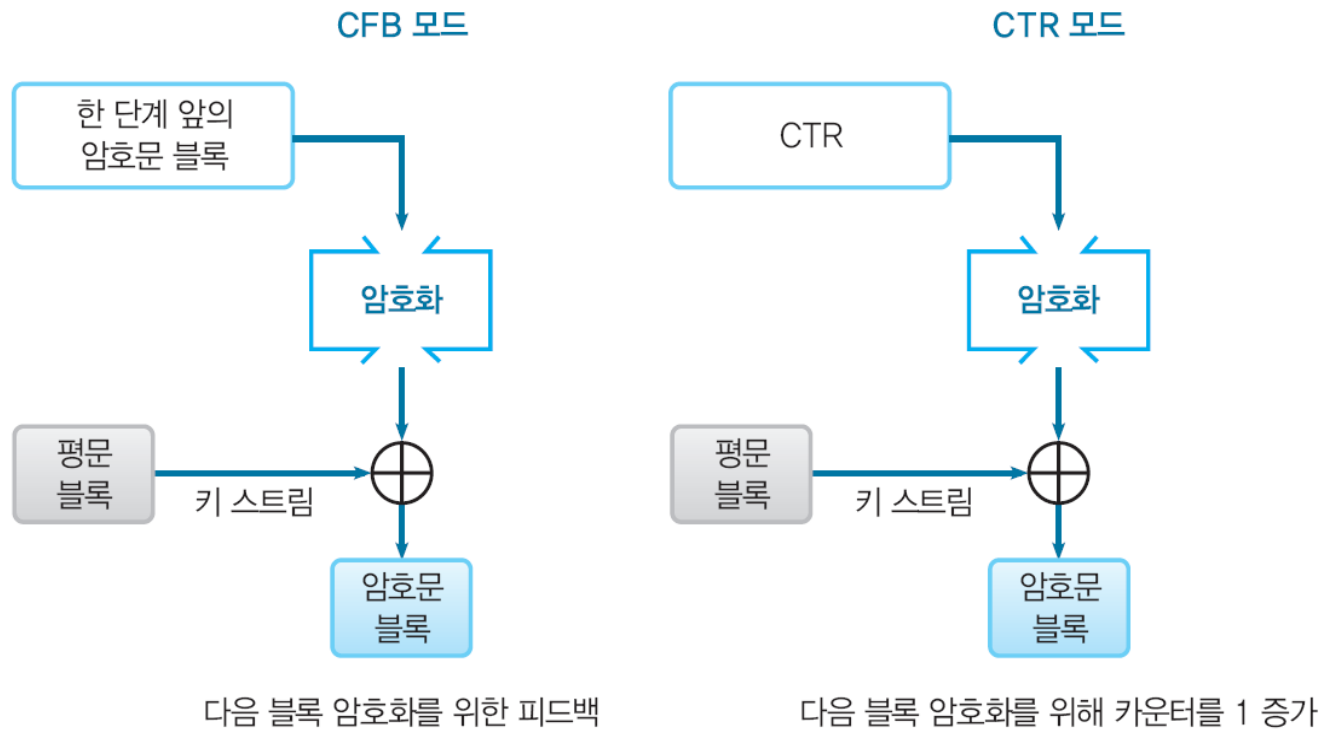 CFB 모드
한 단계 앞의
암호문 블록
암호화
평문
블록
키 스트림
암호문
블록
다음 블록 암호화를 위한 피드백
CTR 모드
CTR
암호화
평문
블록
키 스트림
암호문
블록
다음 블록 암호화를 위해 카운터를 1 증가